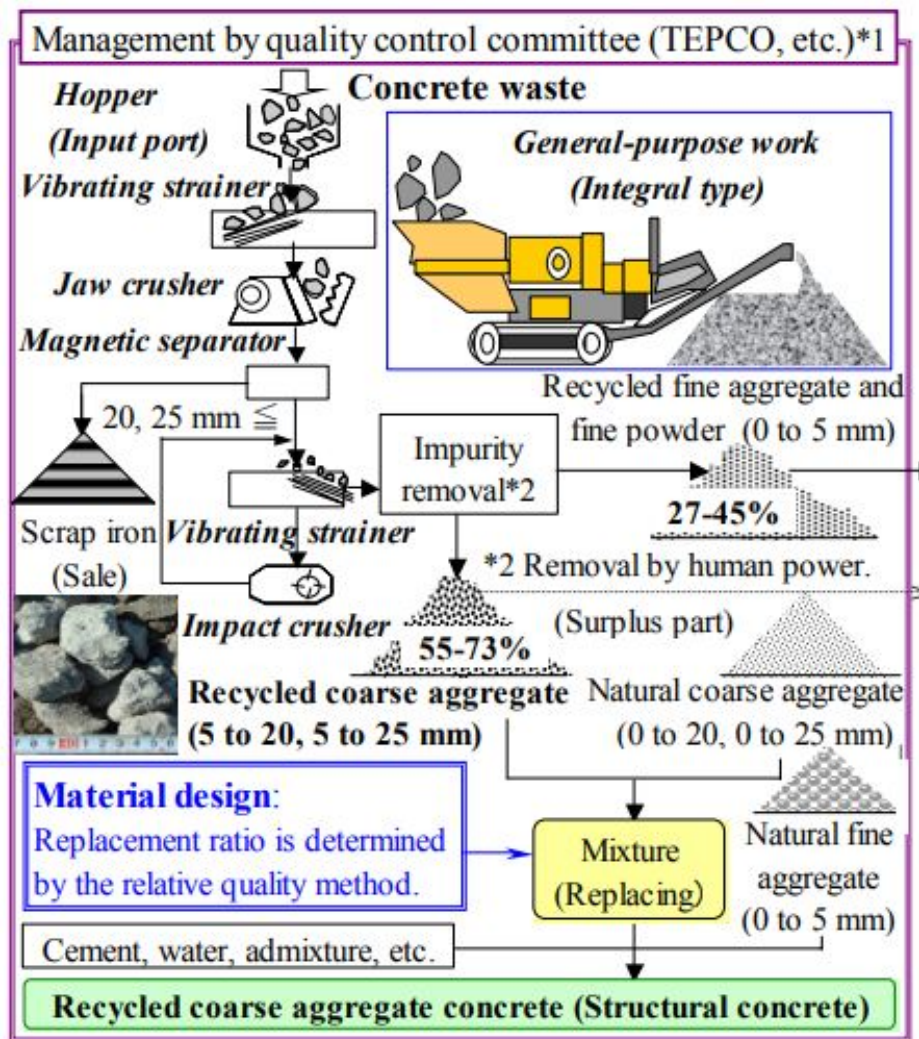 Management by quality control committee (TEPCO, etc.)*1
Concrete waste
Hopper
(Input port)
Vibrating strainer
General-purpose work
(Integral type)
Jaw crusher
Magnetic separator
20, 25 mm ≦
Recycled fine aggregate and
fine powder (0 to 5 mm)
Impurity
removal*2
27-45%
Scrap iron
(Sale)
Vibrating strainer
*2 Removal by human power.
Impact crusher
(Surplus part)
55-73%
Recycled coarse aggregate
(5 to 20, 5 to 25 mm)
Natural coarse aggregate
(0 to 20, 0 to 25 mm)
Material design:
Replacement ratio is determined
by the relative quality method.
Mixture
(Replacing)
Natural fine
aggregate
(0 to 5 mm)
Cement, water, admixture, etc.
Recycled coarse aggregate concrete (Structural concrete)